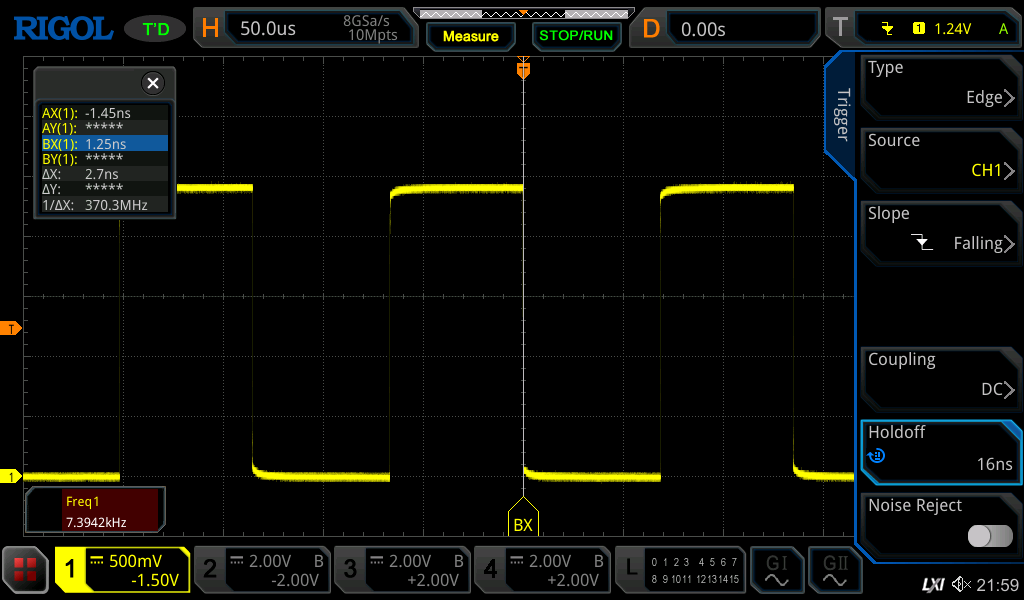 RIGOL T'D H 50.0us 8GSa/s 10Mpts Measure STOP/RUN D 0.00s T 1 1.24V A
T
AX(1): -1.45ns
AY(1): *****
BX(1): 1.25ns
BY(1): *****
ΔX: 2.7ns
ΔY: *****
1/ΔX: 370.3MHz
T
1
Freq1
7.3942kHz
BX
Trigger
Type
Edge
Source
CH1
Slope
Falling
Coupling
DC
Holdoff
16ns
Noise Reject
1 500mV -1.50V
2 2.00V B -2.00V
3 2.00V B +2.00V
4 2.00V B +2.00V
L 0 1 2 3 4 5 6 7
8 9 10 11 12 13 14 15
GI
GII
LXI 21:59